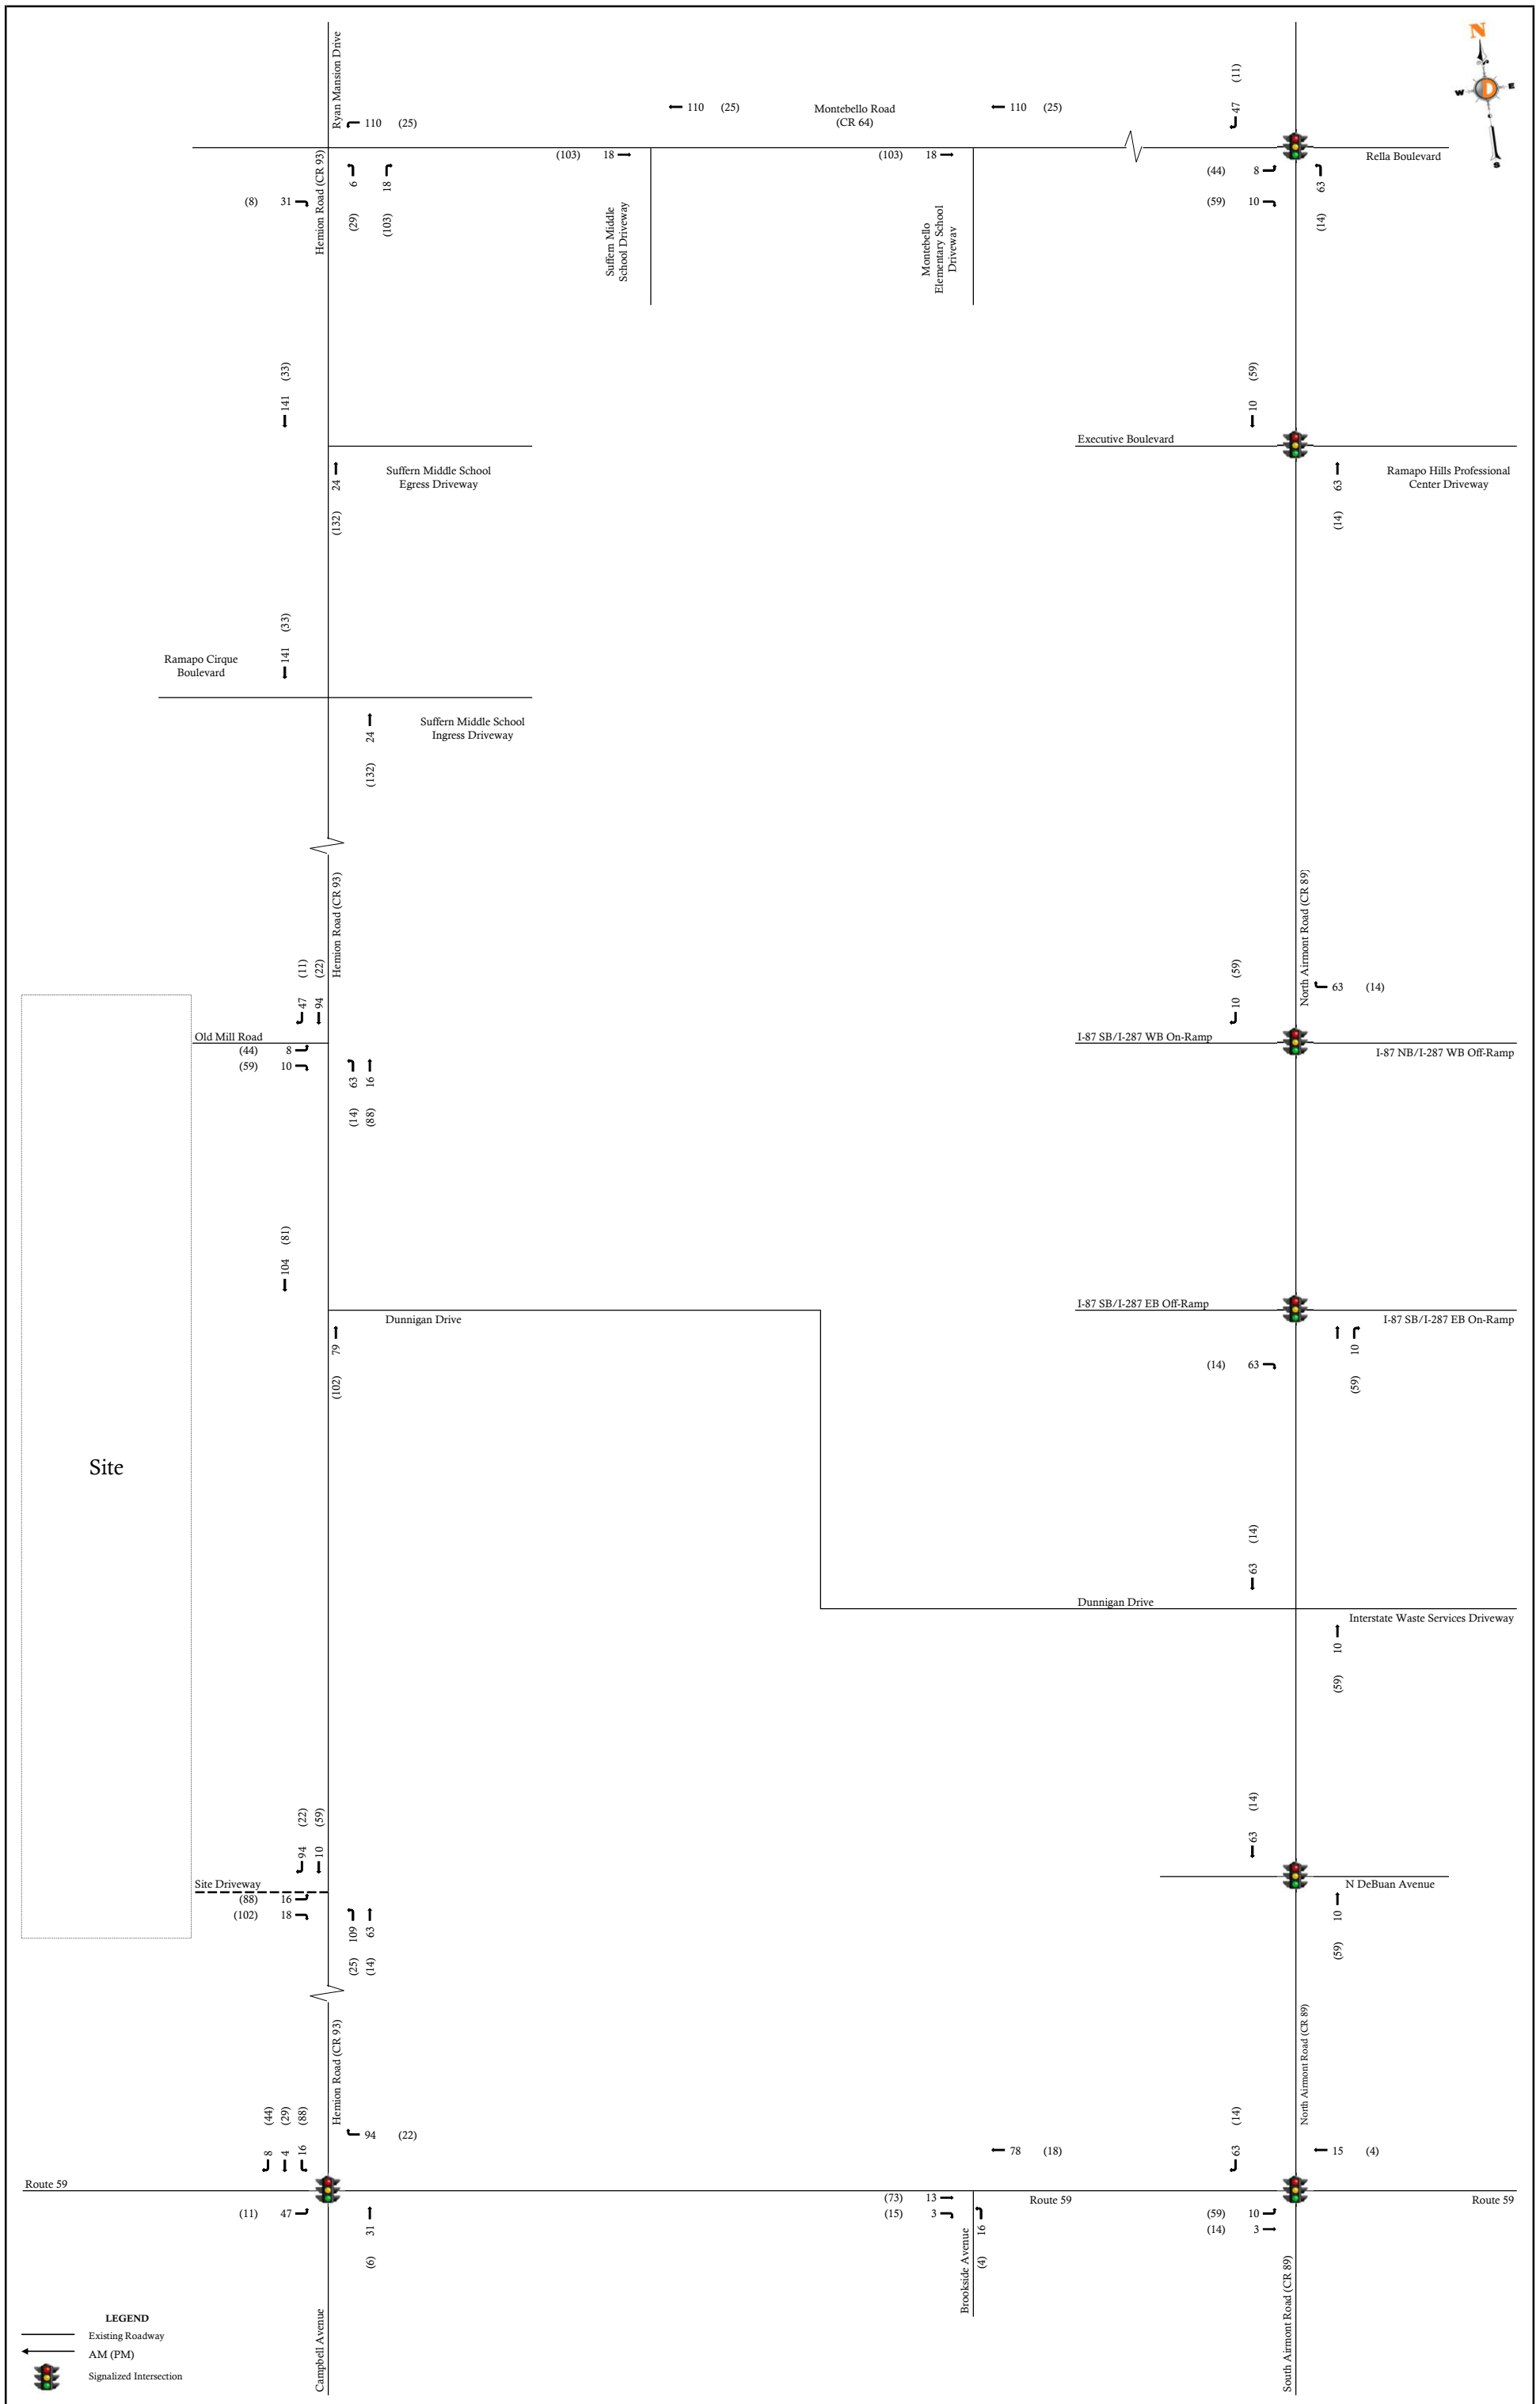 N
W
D
E
S
Ryan Mansion Drive
110 (25)
110 (25)
Montebello Road
(CR 64)
110 (25)
47 (11)
Hemion Road (CR 93)
(8) 31
6 (29)
18 (103)
(103) 18
Suffern Middle
School Driveway
(103) 18
Montebello
Elementary School
Driveway
(44) 8
(59) 10
63 (14)
Rella Boulevard
141 (33)
24 (132)
Suffern Middle School
Egress Driveway
10 (59)
Executive Boulevard
63 (14)
Ramapo Hills Professional
Center Driveway
141 (33)
Ramapo Cirque
Boulevard
24 (132)
Suffern Middle School
Ingress Driveway
Hemion Road (CR 93)
47 (11)
94 (22)
Old Mill Road
(44) 8
(59) 10
63 (14)
16 (88)
North Airmont Road (CR 89)
10 (59)
63 (14)
I-87 SB/I-287 WB On-Ramp
I-87 NB/I-287 WB Off-Ramp
104 (81)
79 (102)
Dunnigan Drive
I-87 SB/I-287 EB Off-Ramp
I-87 SB/I-287 EB On-Ramp
(14) 63
10 (59)
Site
63 (14)
Dunnigan Drive
Interstate Waste Services Driveway
10 (59)
94 (22)
10 (59)
Site Driveway
(88) 16
(102) 18
109 (25)
63 (14)
63 (14)
N DeBuan Avenue
10 (59)
Hemion Road (CR 93)
North Airmont Road (CR 89)
8 (44)
4 (29)
16 (88)
94 (22)
78 (18)
63 (14)
15 (4)
Route 59
(11) 47
31 (6)
(73) 13
(15) 3
Brookside Avenue
16 (4)
Route 59
(59) 10
(14) 3
Route 59
Campbell Avenue
South Airmont Road (CR 89)
LEGEND
Existing Roadway
AM (PM)
Signalized Intersection